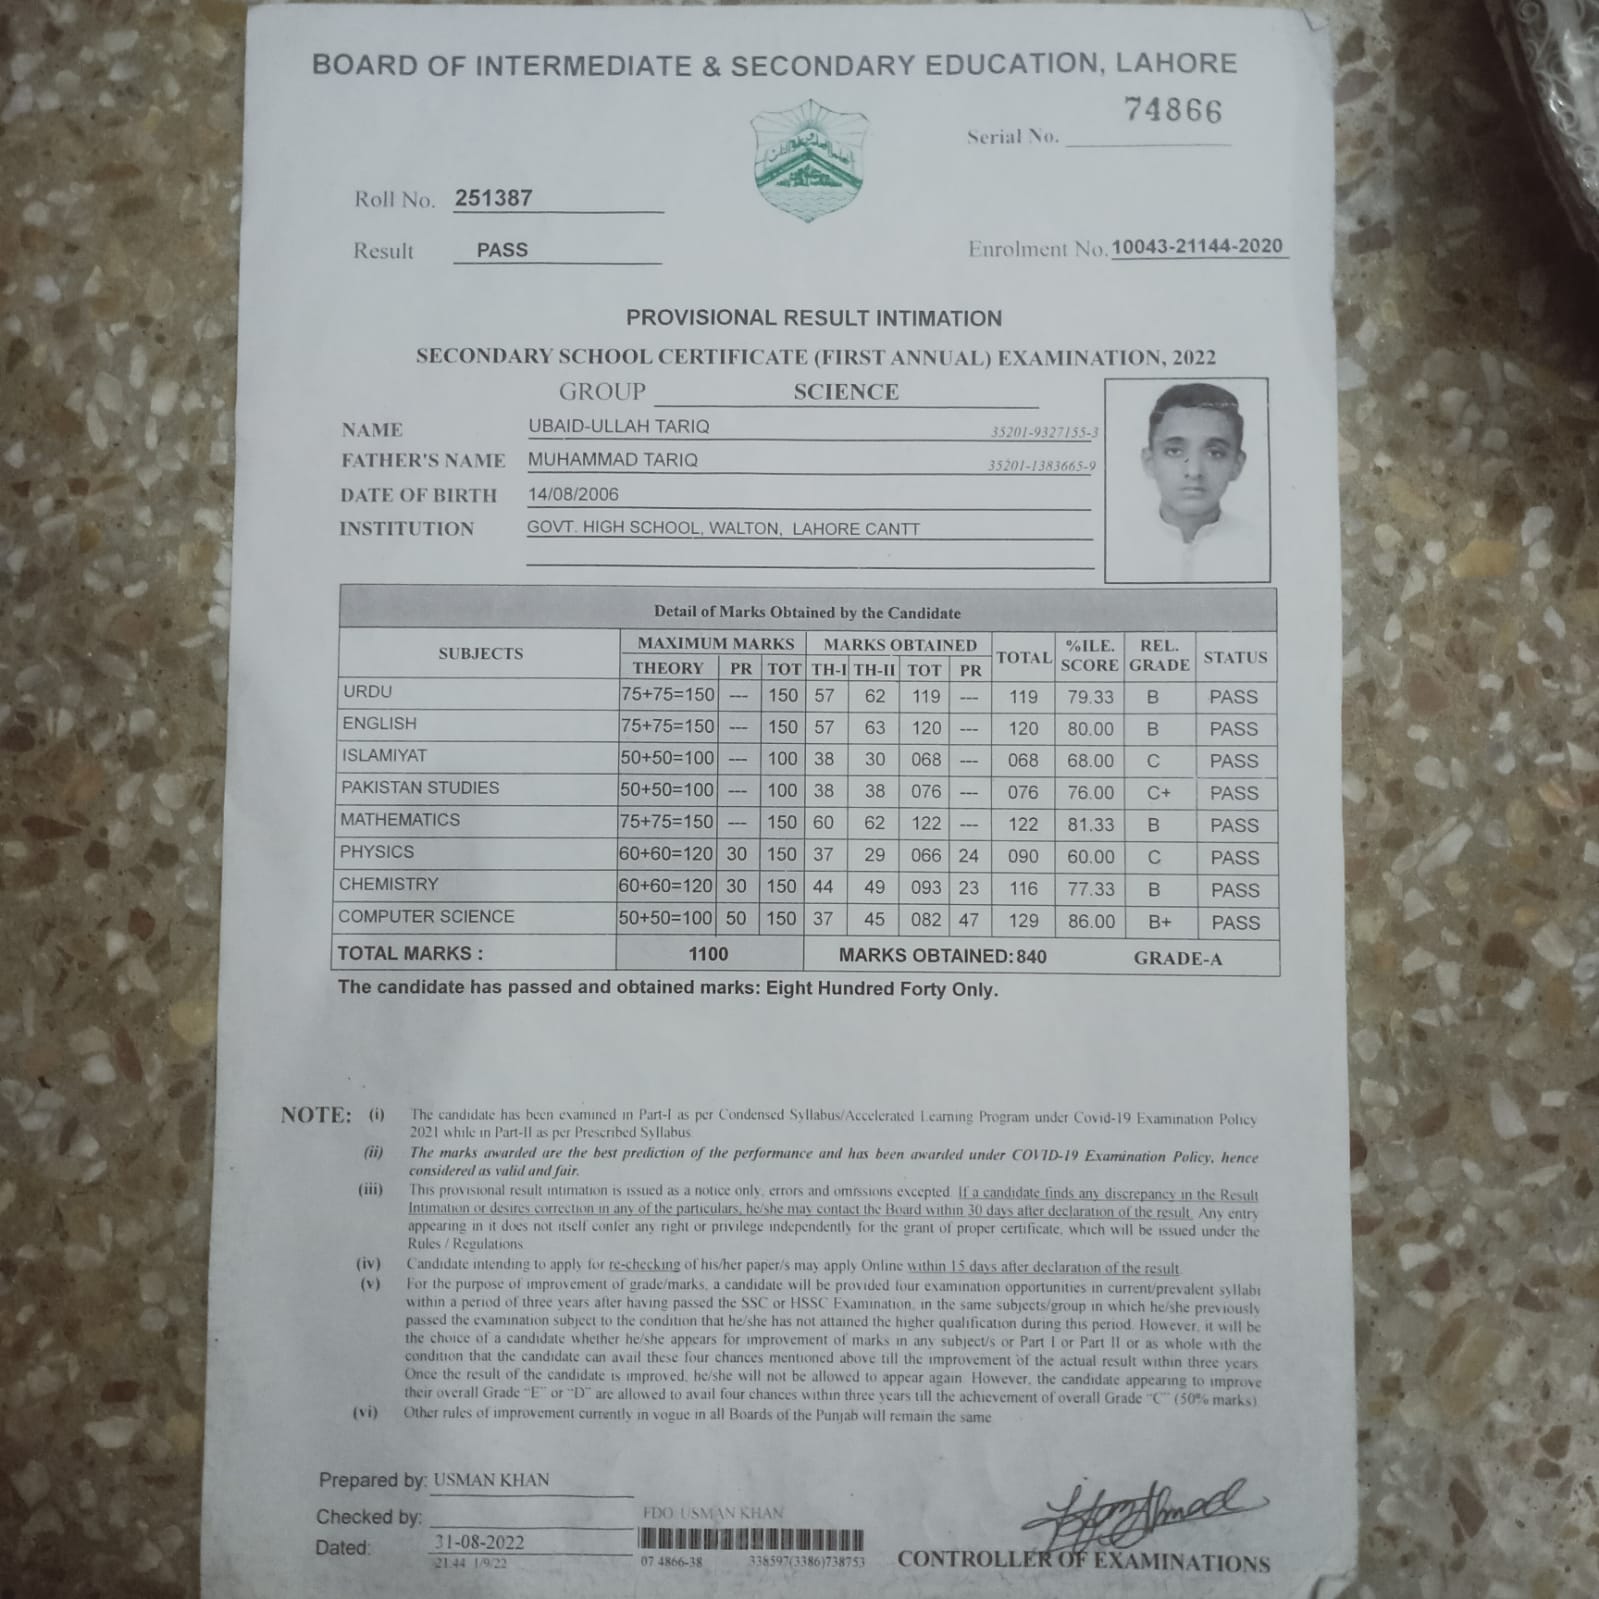 BOARD OF INTERMEDIATE & SECONDARY EDUCATION, LAHORE
74866
Serial No.
Roll No. 251387
Result PASS
Enrolment No. 10043-21144-2020
PROVISIONAL RESULT INTIMATION
SECONDARY SCHOOL CERTIFICATE (FIRST ANNUAL) EXAMINATION, 2022
GROUP SCIENCE
NAME UBAID-ULLAH TARIQ 35201-9327155-3
FATHER'S NAME MUHAMMAD TARIQ 35201-1383665-9
DATE OF BIRTH 14/08/2006
INSTITUTION GOVT. HIGH SCHOOL, WALTON, LAHORE CANTT
Detail of Marks Obtained by the Candidate
SUBJECTS MAXIMUM MARKS MARKS OBTAINED TOTAL %ILE. SCORE REL. GRADE STATUS
THEORY PR TOT TH-I TH-II TOT PR
URDU 75+75=150 --- 150 57 62 119 --- 119 79.33 B PASS
ENGLISH 75+75=150 --- 150 57 63 120 --- 120 80.00 B PASS
ISLAMIYAT 50+50=100 --- 100 38 30 068 --- 068 68.00 C PASS
PAKISTAN STUDIES 50+50=100 --- 100 38 38 076 --- 076 76.00 C+ PASS
MATHEMATICS 75+75=150 --- 150 60 62 122 --- 122 81.33 B PASS
PHYSICS 60+60=120 30 150 37 29 066 24 090 60.00 C PASS
CHEMISTRY 60+60=120 30 150 44 49 093 23 116 77.33 B PASS
COMPUTER SCIENCE 50+50=100 50 150 37 45 082 47 129 86.00 B+ PASS
TOTAL MARKS : 1100 MARKS OBTAINED:840 GRADE-A
The candidate has passed and obtained marks: Eight Hundred Forty Only.
NOTE: (i) The candidate has been examined in Part-I as per Condensed Syllabus/Accelerated Learning Program under Covid-19 Examination Policy
2021 while in Part-II as per Prescribed Syllabus.
(ii) The marks awarded are the best prediction of the performance and has been awarded under COVID-19 Examination Policy, hence
considered as valid and fair.
(iii) This provisional result intimation is issued as a notice only, errors and omissions excepted. If a candidate finds any discrepancy in the Result
Intimation or desires correction in any of the particulars, he/she may contact the Board within 30 days after declaration of the result. Any entry
appearing in it does not itself confer any right or privilege independently for the grant of proper certificate, which will be issued under the
Rules / Regulations.
(iv) Candidate intending to apply for re-checking of his/her paper/s may apply Online within 15 days after declaration of the result.
(v) For the purpose of improvement of grade/marks, a candidate will be provided four examination opportunities in current/prevalent syllabi
within a period of three years after having passed the SSC or HSSC Examination, in the same subjects/group in which he/she previously
passed the examination subject to the condition that he/she has not attained the higher qualification during this period. However, it will be
the choice of a candidate whether he/she appears for improvement of marks in any subject/s or Part I or Part II or as whole with the
condition that the candidate can avail these four chances mentioned above till the improvement of the actual result within three years.
Once the result of the candidate is improved, he/she will not be allowed to appear again. However, the candidate appearing to improve
their overall Grade "E" or "D" are allowed to avail four chances within three years till the achievement of overall Grade "C" (50% marks).
(vi) Other rules of improvement currently in vogue in all Boards of the Punjab will remain the same.
Prepared by: USMAN KHAN
Checked by:
FDO USMAN KHAN
Dated: 31-08-2022
21:44 1/9/22
07 4866-38 338597(3386)738753
CONTROLLER OF EXAMINATIONS